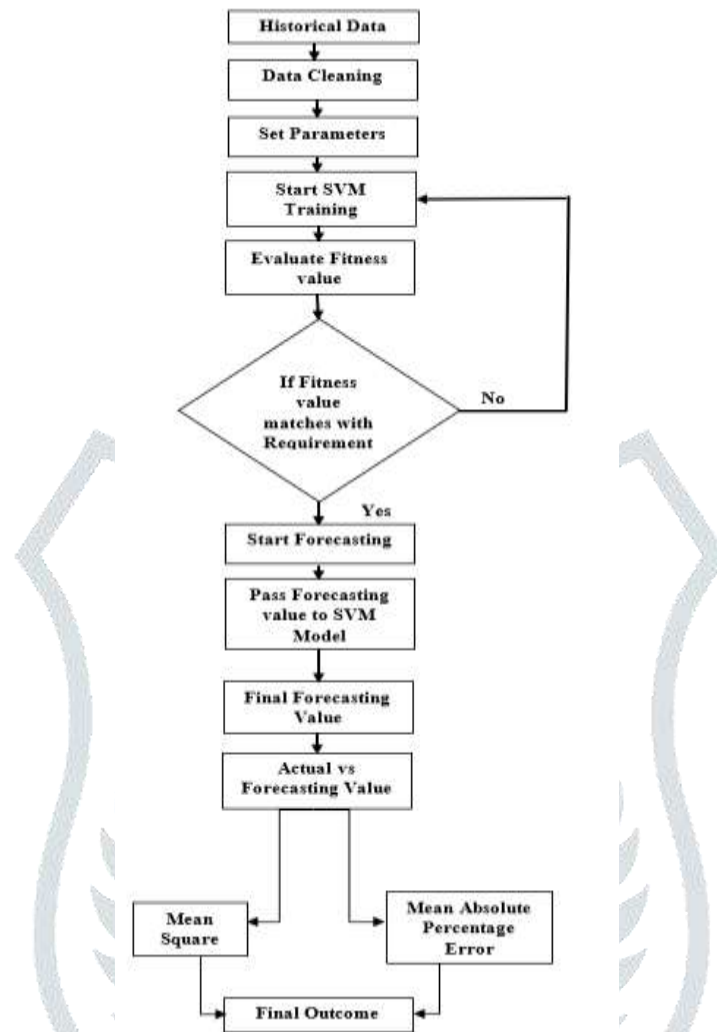 Historical Data
Data Cleaning
Set Parameters
Start SVM
Training
Evaluate Fitness
value
If Fitness
value
matches with
Requirement
No
Yes
Start Forecasting
Pass Forecasting
value to SVM
Model
Final Forecasting
Value
Actual vs
Forecasting Value
Mean
Square
Mean Absolute
Percentage
Error
Final Outcome